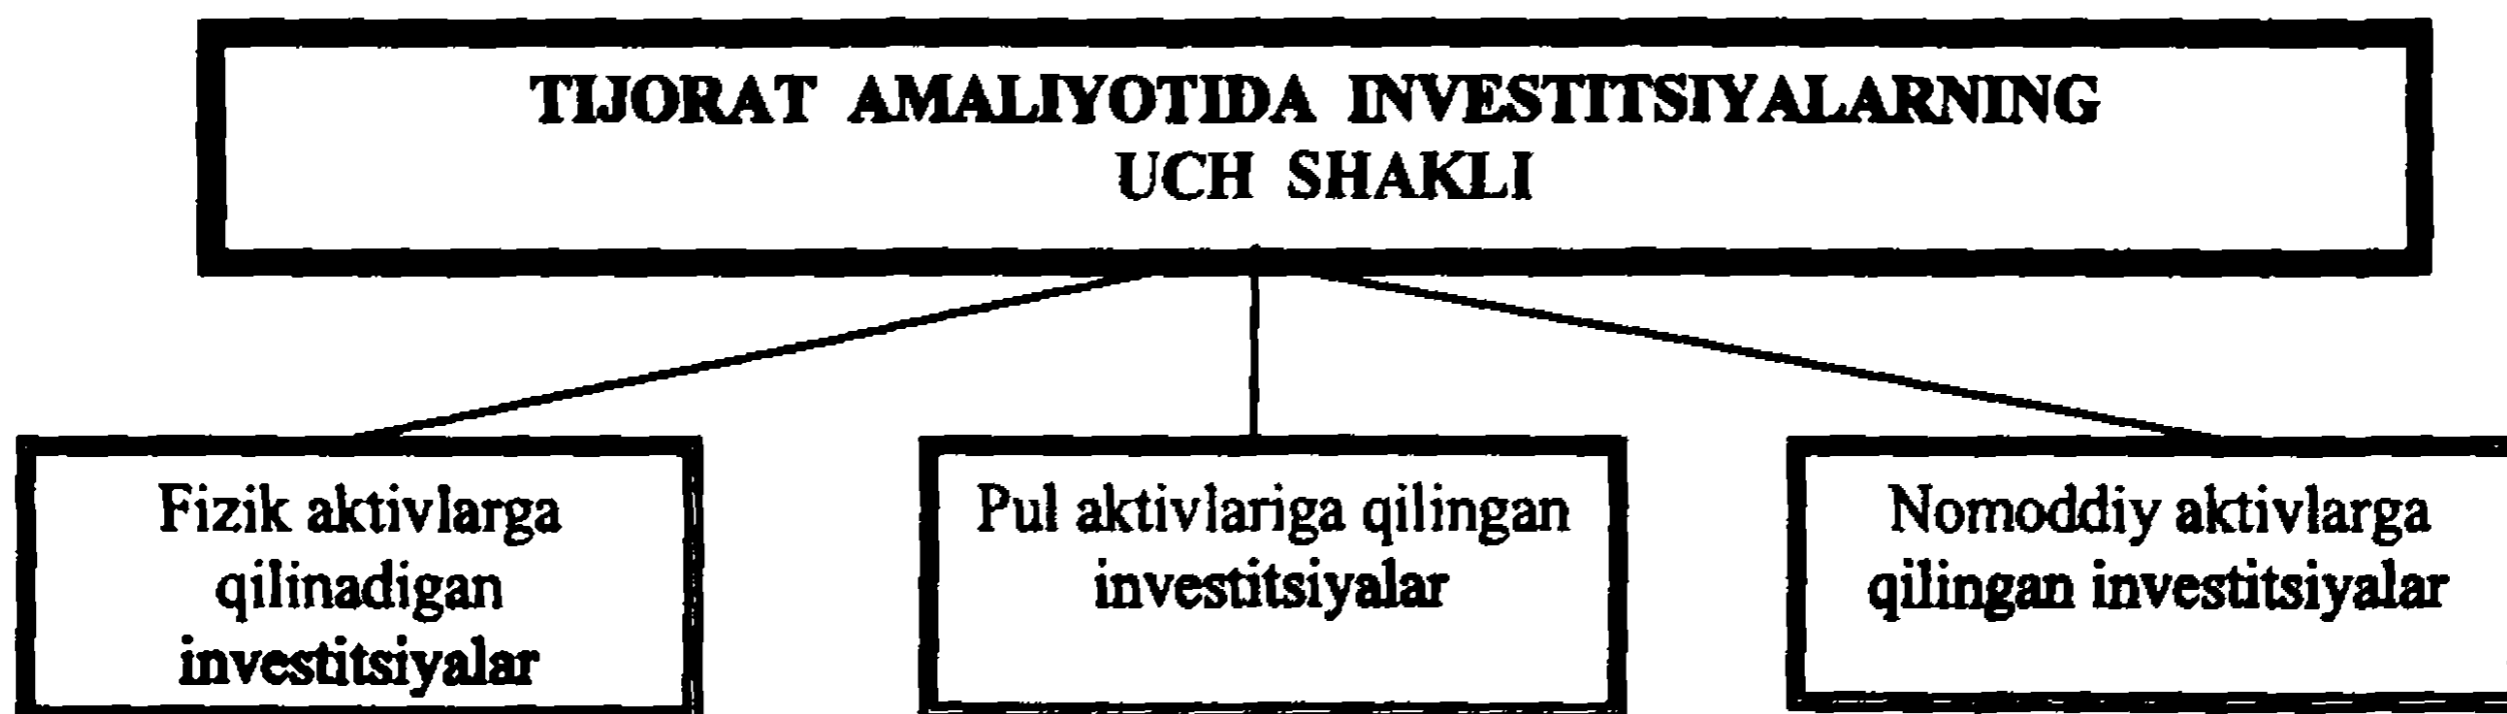 TIJORAT AMALIYOTIDA INVESTITSIYALARNING
UCH SHAKLI
Fizik aktivlarga
qilinadigan
investitsiyalar
Pul aktivlariga qilingan
investitsiyalar
Nomoddiy aktivlarga
qilingan investitsiyalar